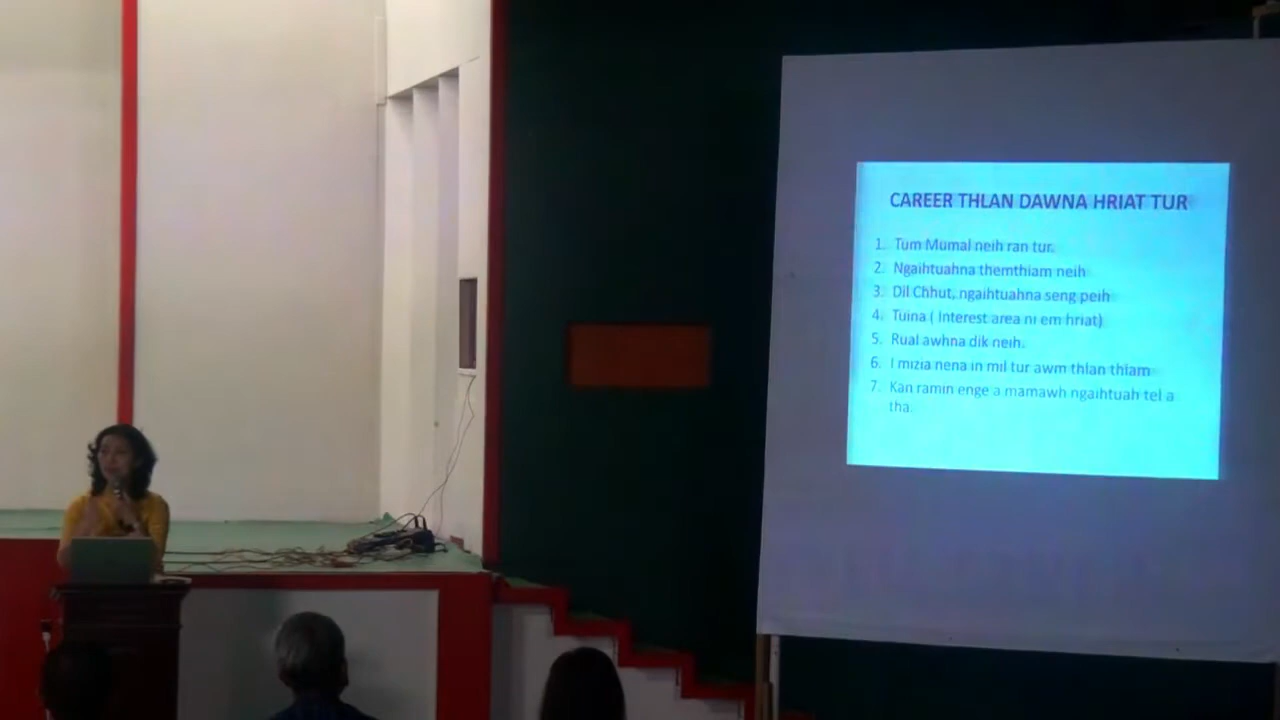 CAREER THLAN DAWNA HRIAT TUR
1. Tum Mumal neih ran tur.
2. Ngaihtuahna themthiam neih
3. Dil Chhut, ngaihtuahna seng peih
4. Tuina ( Interest area ni em hriat)
5. Rual awhna dik neih.
6. I mizia nena in mil tur awm thlan thiam
7. Kan ramin enge a mamawh ngaihtuah tel a
tha.